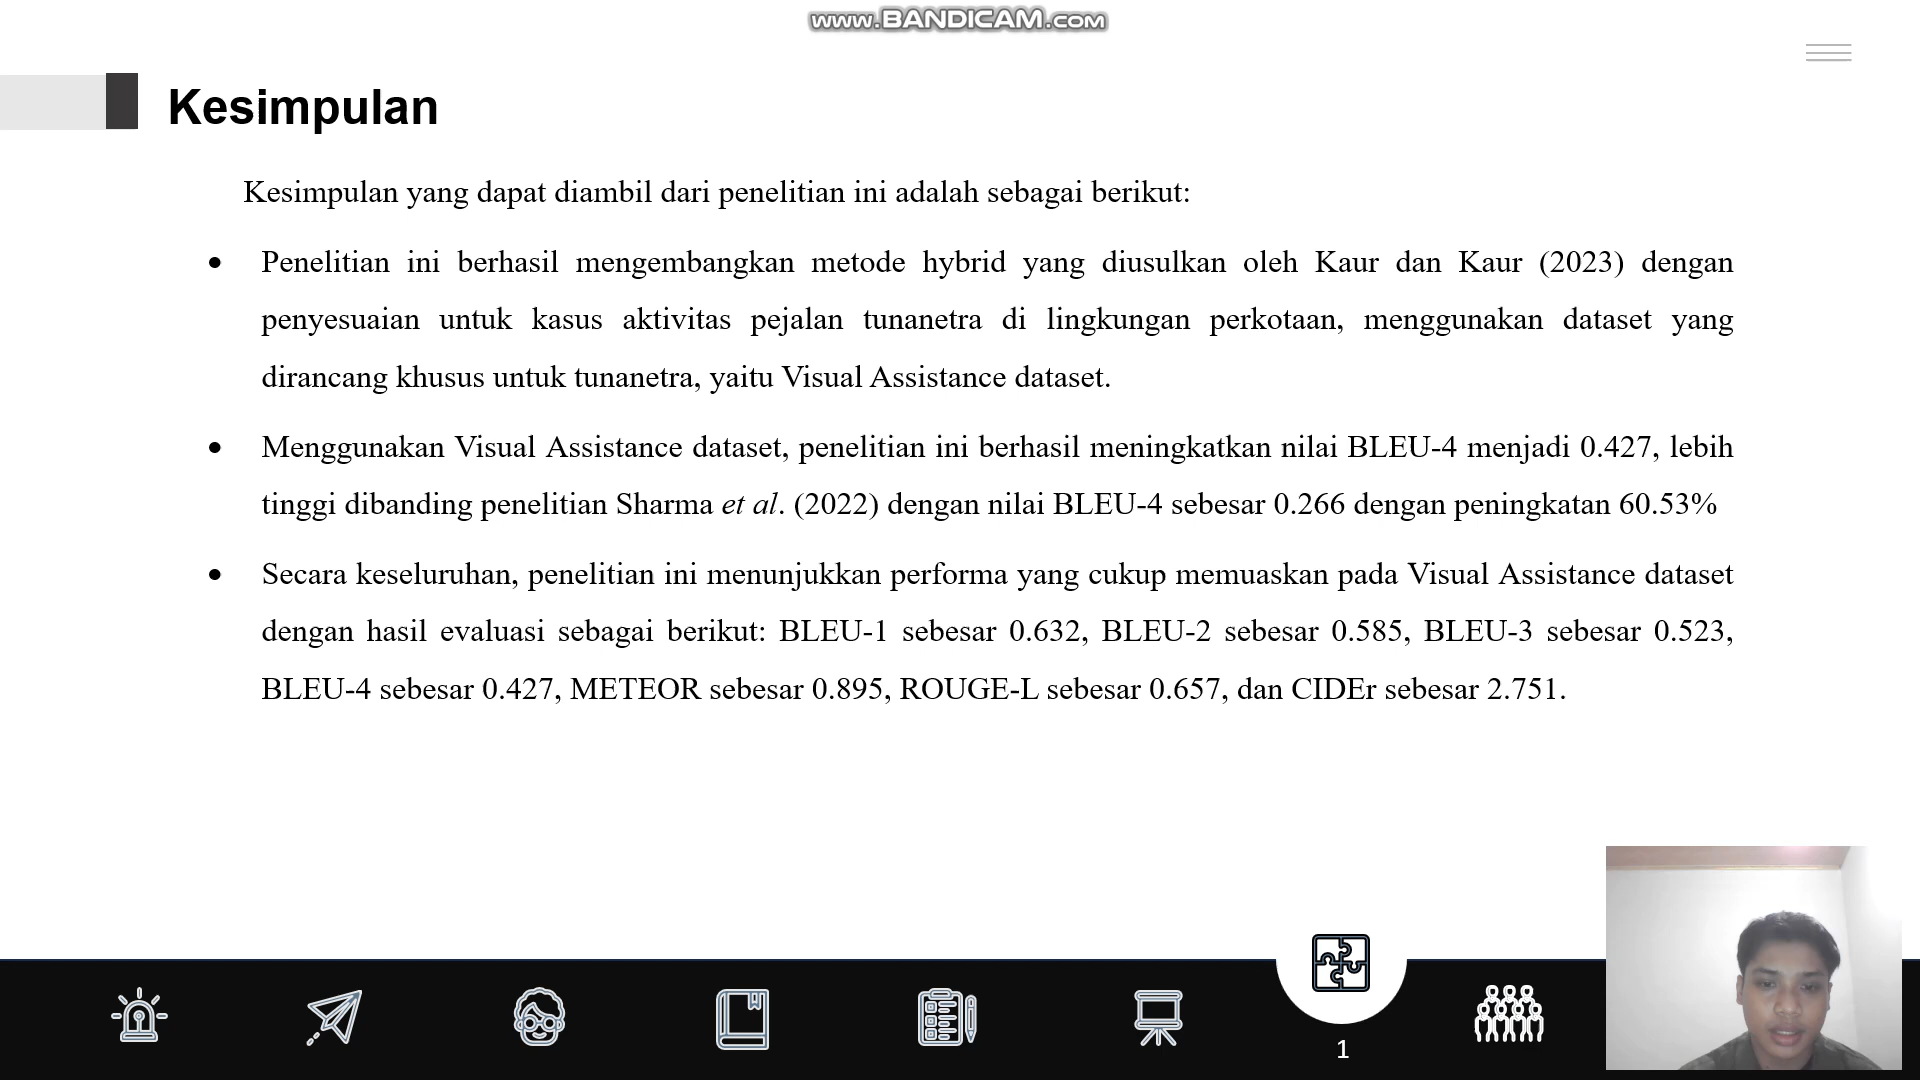 www.BANDICAM.com
Kesimpulan
Kesimpulan yang dapat diambil dari penelitian ini adalah sebagai berikut:
• Penelitian ini berhasil mengembangkan metode hybrid yang diusulkan oleh Kaur dan Kaur (2023) dengan
penyesuaian untuk kasus aktivitas pejalan tunanetra di lingkungan perkotaan, menggunakan dataset yang
dirancang khusus untuk tunanetra, yaitu Visual Assistance dataset.
• Menggunakan Visual Assistance dataset, penelitian ini berhasil meningkatkan nilai BLEU-4 menjadi 0.427, lebih
tinggi dibanding penelitian Sharma et al. (2022) dengan nilai BLEU-4 sebesar 0.266 dengan peningkatan 60.53%
• Secara keseluruhan, penelitian ini menunjukkan performa yang cukup memuaskan pada Visual Assistance dataset
dengan hasil evaluasi sebagai berikut: BLEU-1 sebesar 0.632, BLEU-2 sebesar 0.585, BLEU-3 sebesar 0.523,
BLEU-4 sebesar 0.427, METEOR sebesar 0.895, ROUGE-L sebesar 0.657, dan CIDEr sebesar 2.751.
1